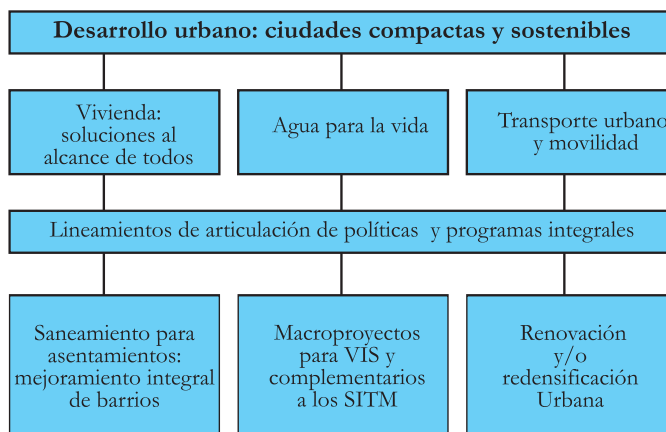 Desarrollo urbano: ciudades compactas y sostenibles
Vivienda:
soluciones al
alcance de todos
Agua para la vida
Transporte urbano
y movilidad
Lineamientos de articulación de políticas y programas integrales
Saneamiento para
asentamientos:
mejoramiento integral
de barrios
Macroproyectos
para VIS y
complementarios
a los SITM
Renovación
y/o
redensificación
Urbana